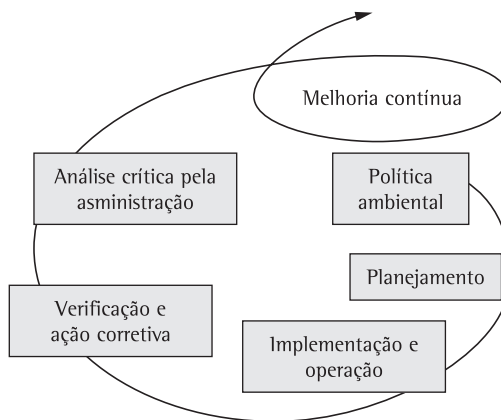 Melhoria contínua
Análise crítica pela
asministração
Política
ambiental
Planejamento
Verificação e
ação corretiva
Implementação e
operação